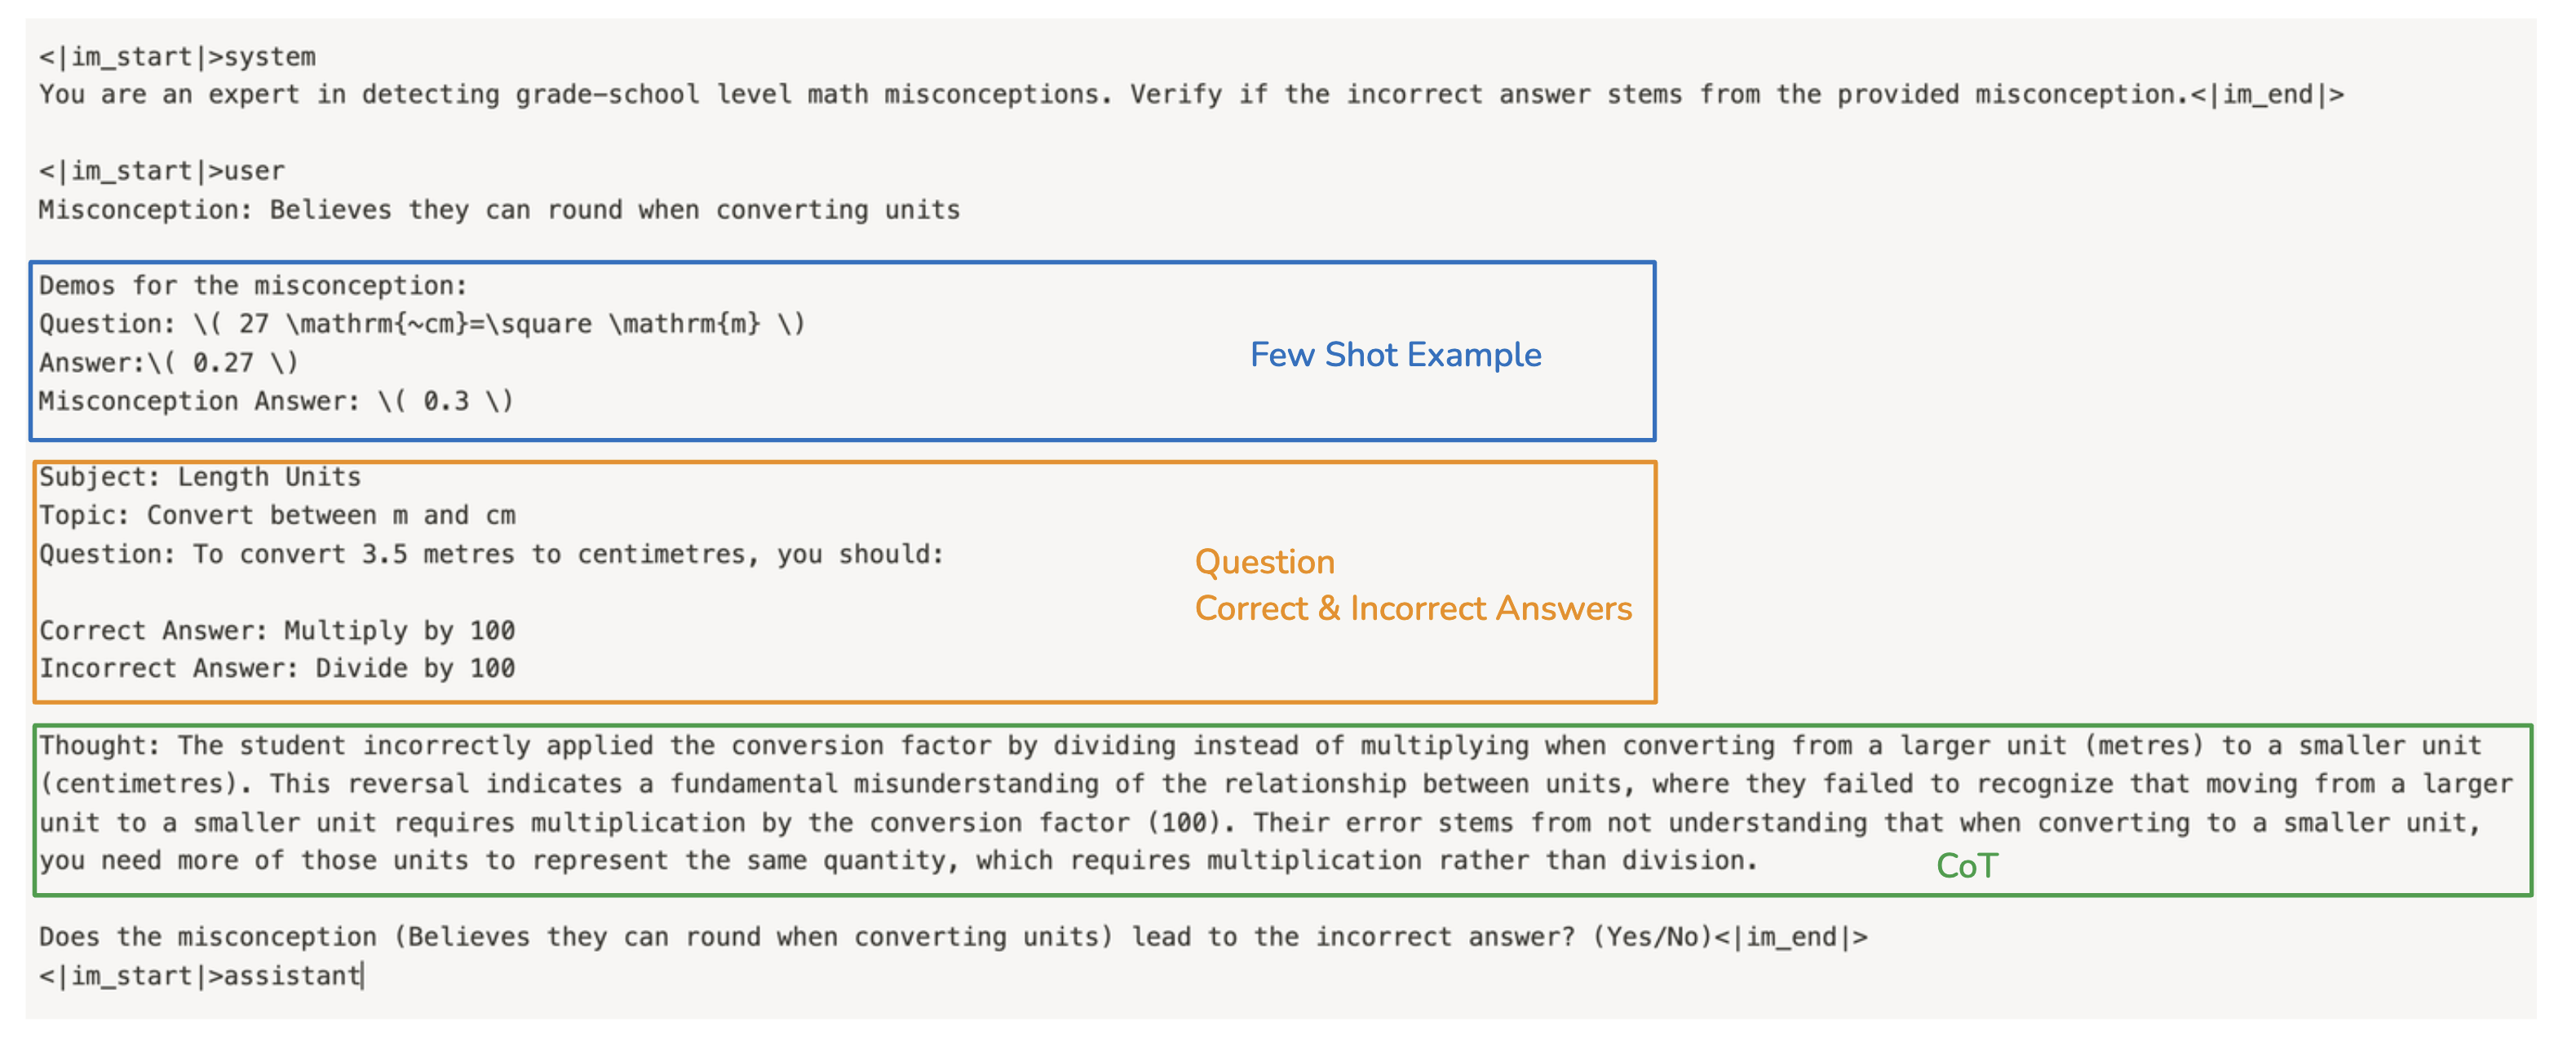 <|im_start|>system
You are an expert in detecting grade-school level math misconceptions. Verify if the incorrect answer stems from the provided misconception.<|im_end|>
<|im_start|>user
Misconception: Believes they can round when converting units
Demos for the misconception:
Question: \( 27 \mathrm{~cm}=\square \mathrm{m} \)
Answer:\( 0.27 \)
Misconception Answer: \( 0.3 \)
Few Shot Example
Subject: Length Units
Topic: Convert between m and cm
Question: To convert 3.5 metres to centimetres, you should:
Correct Answer: Multiply by 100
Incorrect Answer: Divide by 100
Question
Correct & Incorrect Answers
Thought: The student incorrectly applied the conversion factor by dividing instead of multiplying when converting from a larger unit (metres) to a smaller unit
(centimetres). This reversal indicates a fundamental misunderstanding of the relationship between units, where they failed to recognize that moving from a larger
unit to a smaller unit requires multiplication by the conversion factor (100). Their error stems from not understanding that when converting to a smaller unit,
you need more of those units to represent the same quantity, which requires multiplication rather than division.
CoT
Does the misconception (Believes they can round when converting units) lead to the incorrect answer? (Yes/No)<|im_end|>
<|im_start|>assistant